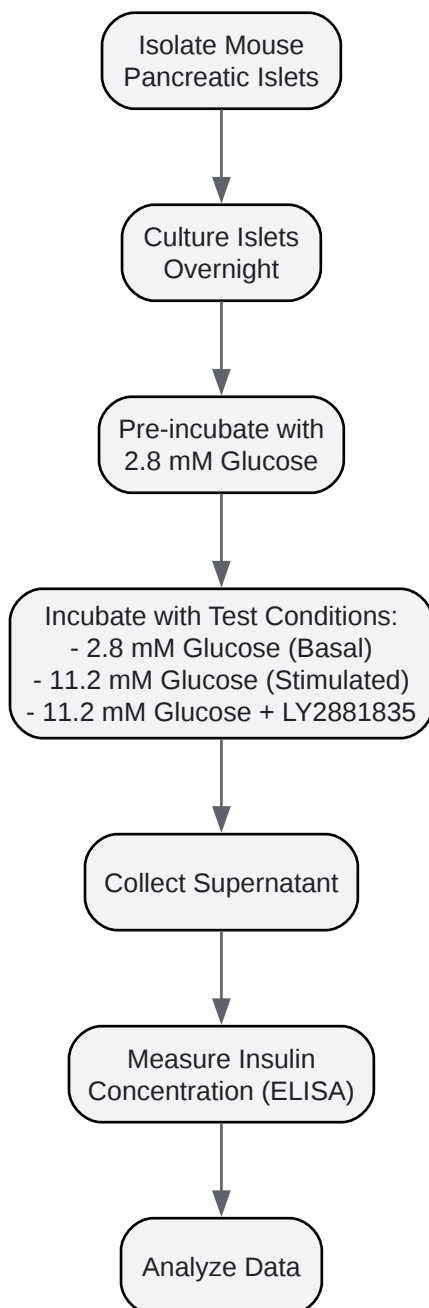 Isolate Mouse
Pancreatic Islets
Culture Islets
Overnight
Pre-incubate with
2.8 mM Glucose
Incubate with Test Conditions:
- 2.8 mM Glucose (Basal)
- 11.2 mM Glucose (Stimulated)
- 11.2 mM Glucose + LY2881835
Collect Supernatant
Measure Insulin
Concentration (ELISA)
Analyze Data